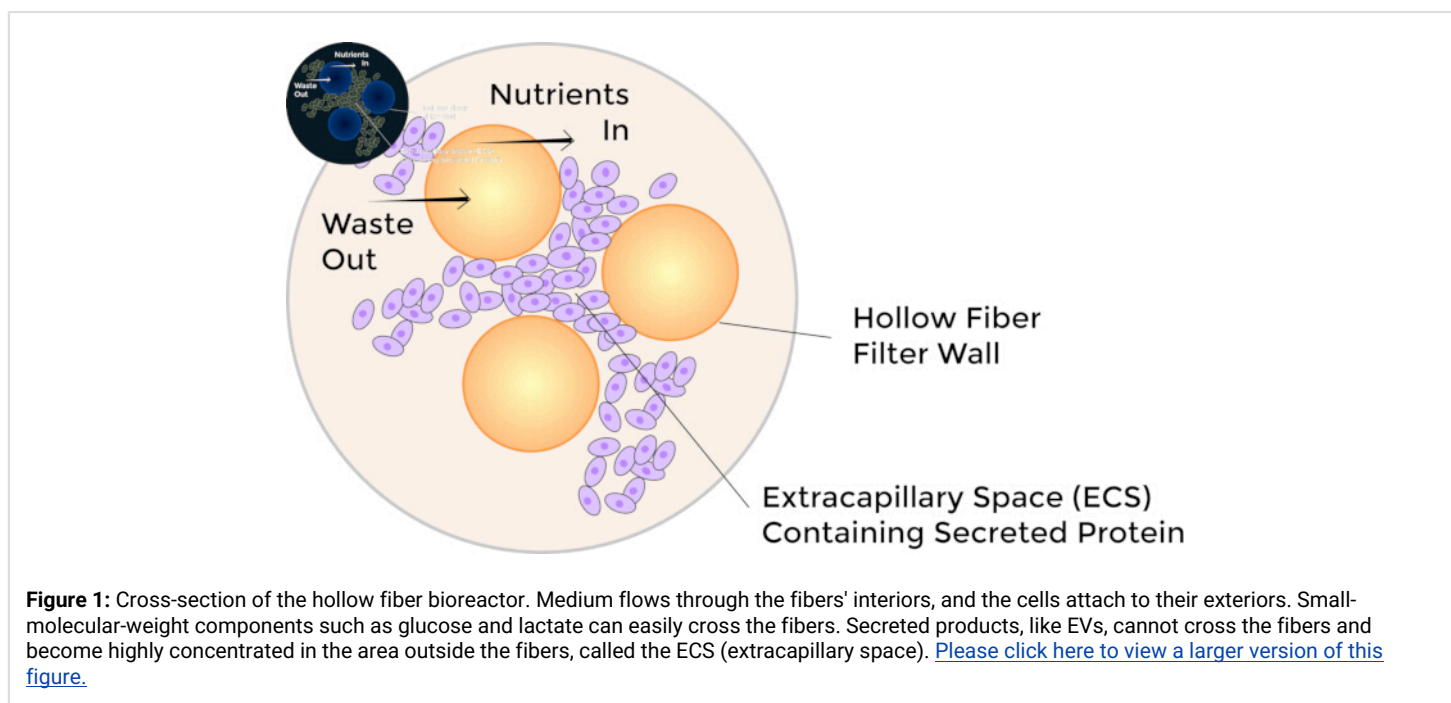 Nutrients
In
Waste
Out
Nutrients
In
Waste
Out
Hollow Fiber
Filter Wall
Extracapillary Space (ECS)
Containing Secreted Protein
Figure 1: Cross-section of the hollow fiber bioreactor. Medium flows through the fibers' interiors, and the cells attach to their exteriors. Small-
molecular-weight components such as glucose and lactate can easily cross the fibers. Secreted products, like EVs, cannot cross the fibers and
become highly concentrated in the area outside the fibers, called the ECS (extracapillary space). Please click here to view a larger version of this
figure.